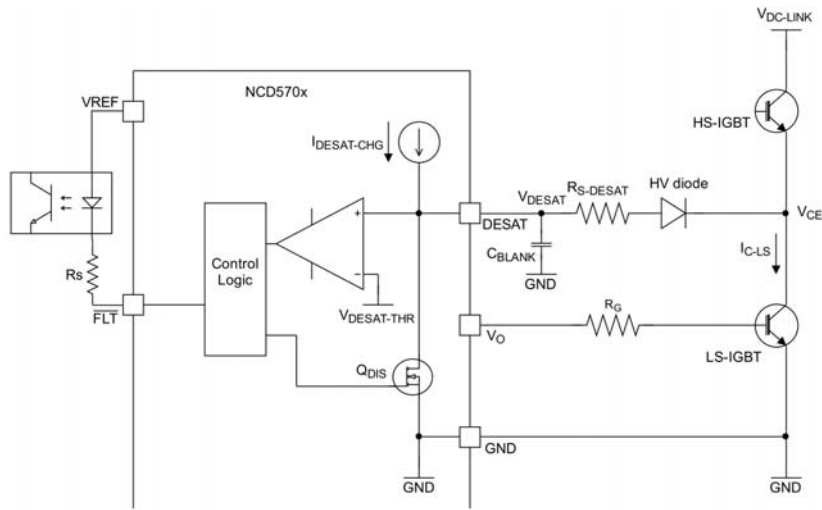 VDC-LINK
NCD570x
VREF
HS-IGBT
IDESAT-CHG
VDESAT
RS-DESAT
HV diode
VCE
DESAT
+
CBLANK
IC-LS
Control
Logic
GND
Rs
−
VDESAT-THR
RG
FLT
VO
LS-IGBT
QDIS
GND
GND
GND